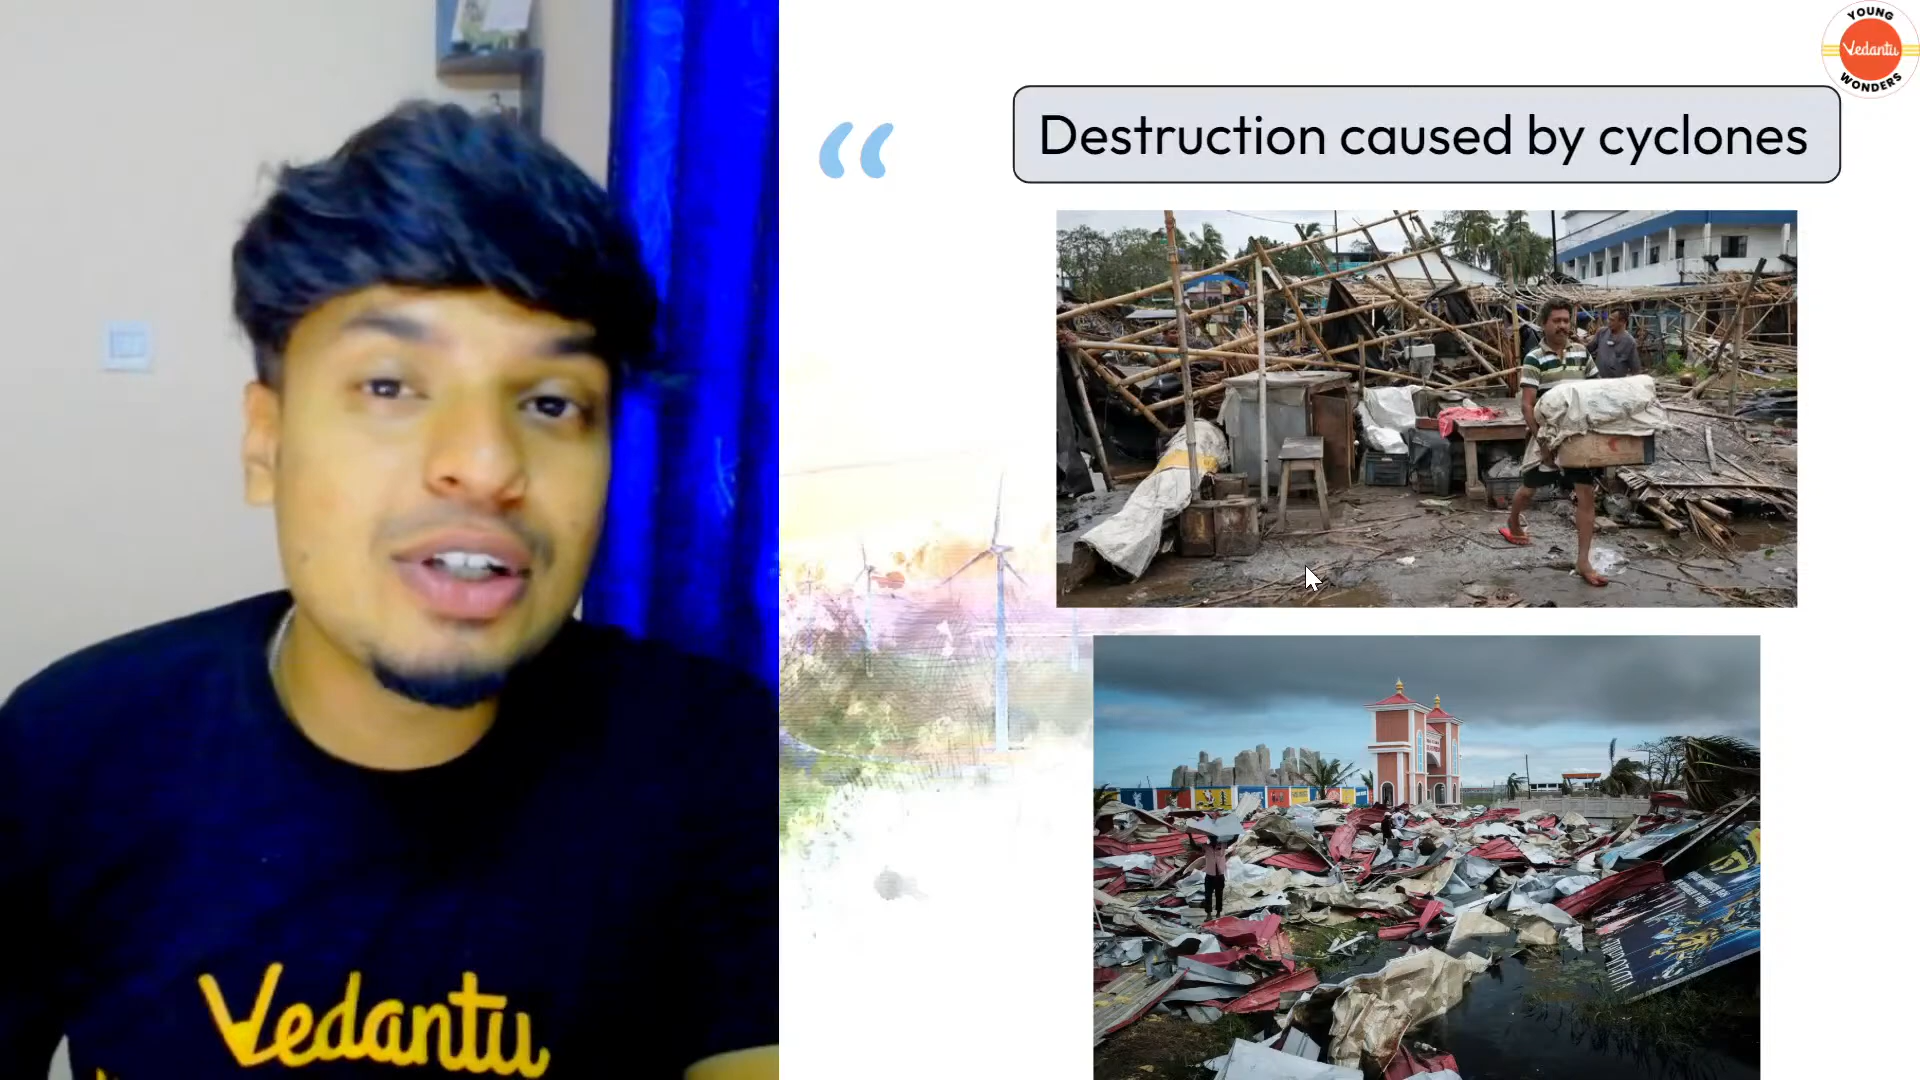 YOUNG
Vedantu
WONDERS
Destruction caused by cyclones
Vedantu